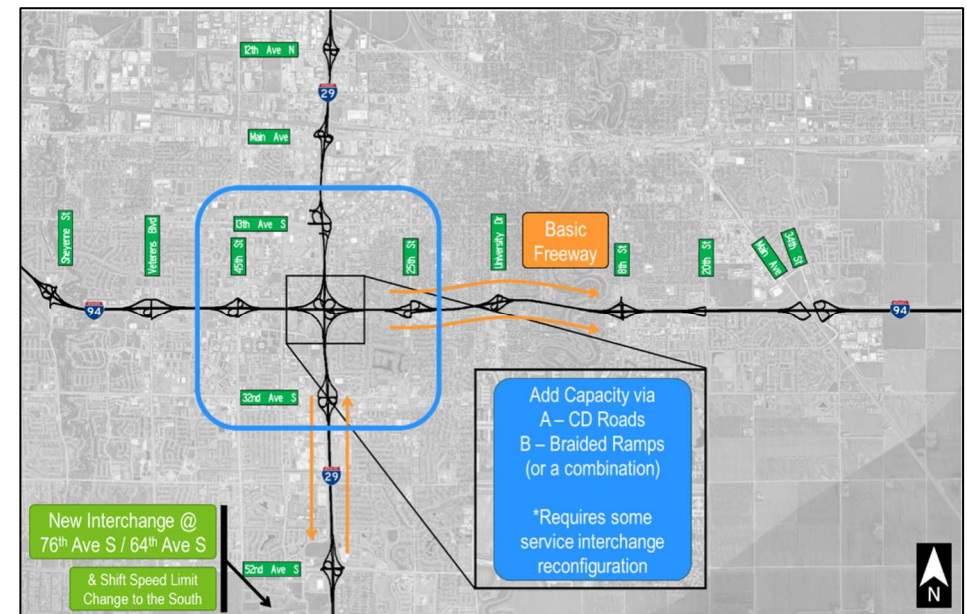 12th Ave N
29
Main Ave
13th Ave S
Sheyenne St
Veterans Blvd
45th St
25th St
University Dr
Basic
Freeway
8th St
20th St
Main Ave
34th St
94
94
32nd Ave S
29
Add Capacity via
A – CD Roads
B – Braided Ramps
(or a combination)
*Requires some
service interchange
reconfiguration
New Interchange @
76th Ave S / 64th Ave S
& Shift Speed Limit
Change to the South
52nd Ave S
N